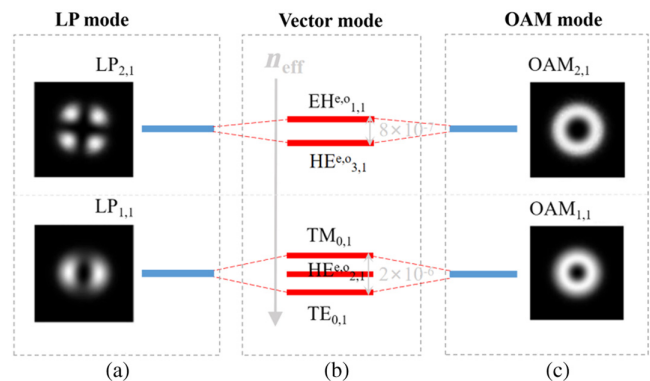 LP mode
Vector mode
OAM mode
LP2,1
neff
OAM2,1
EHe,o1,1
8×10-7
HEe,o3,1
LP1,1
OAM1,1
TM0,1
HEe,o2,1
2×10-6
TE0,1
(a)
(b)
(c)